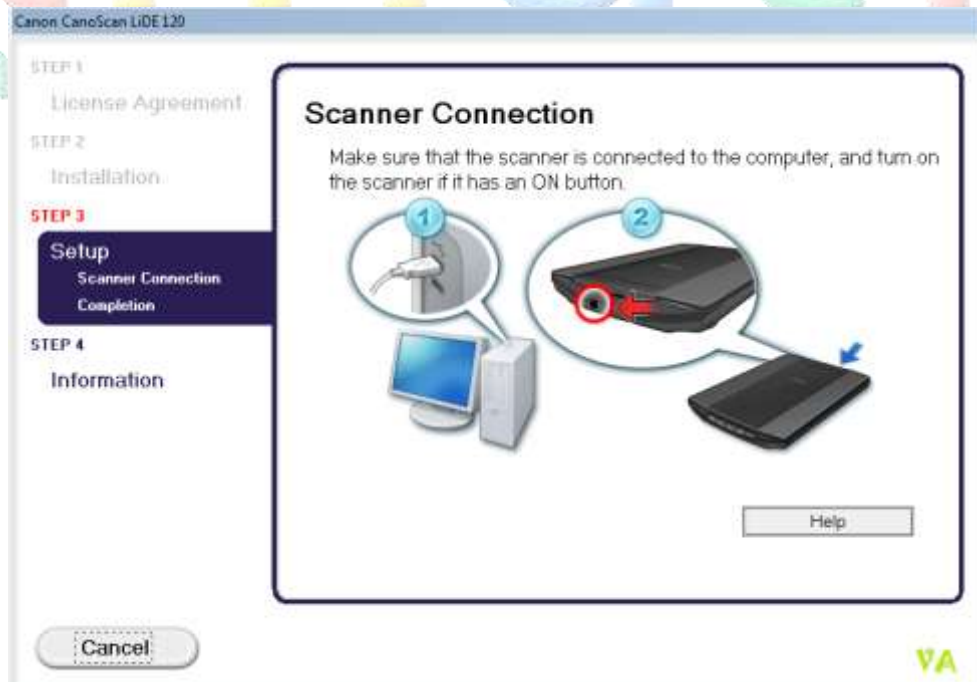 Canon CanoScan LiDE 120
STEP 1
License Agreement
STEP 2
Installation
STEP 3
Setup
Scanner Connection
Completion
STEP 4
Information
Scanner Connection
Make sure that the scanner is connected to the computer, and turn on
the scanner if it has an ON button.
1
2
Help
Cancel
VA